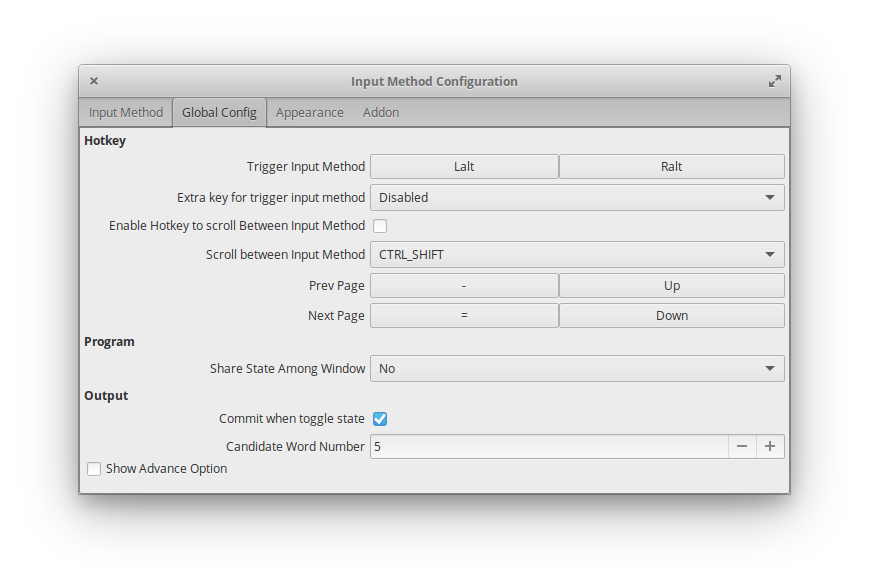 Input Method Configuration
Input Method Global Config Appearance Addon
Hotkey
Trigger Input Method Lalt Ralt
Extra key for trigger input method Disabled
Enable Hotkey to scroll Between Input Method
Scroll between Input Method CTRL_SHIFT
Prev Page - Up
Next Page = Down
Program
Share State Among Window No
Output
Commit when toggle state
Candidate Word Number 5
Show Advance Option